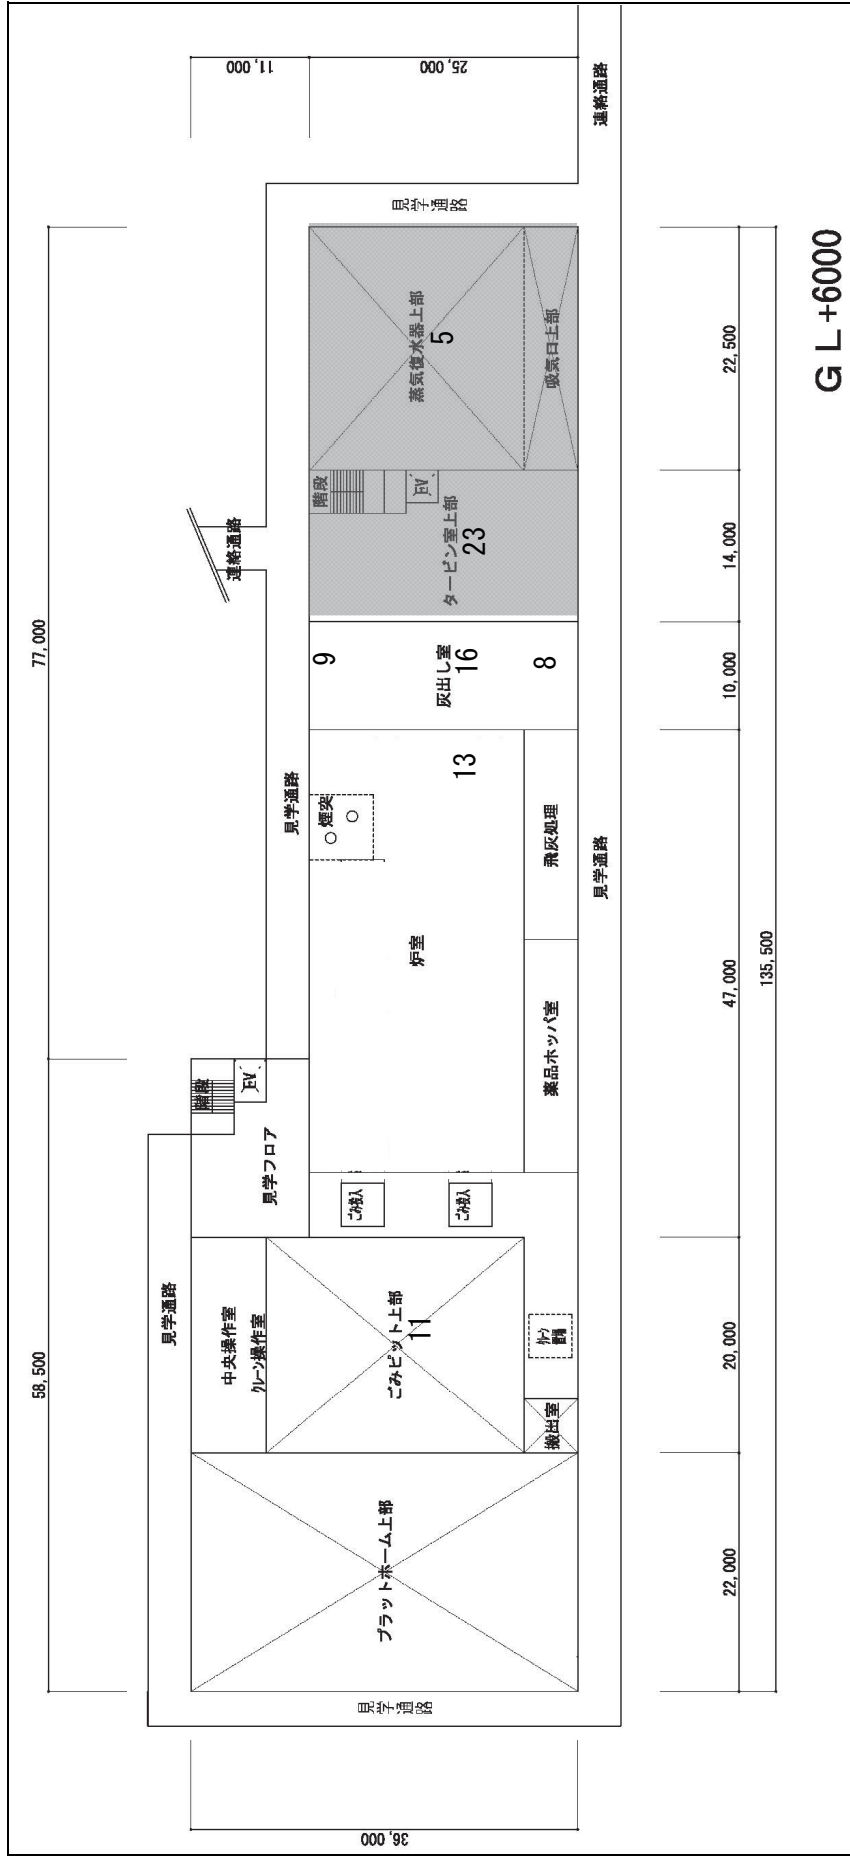 11,000
25,000
連絡通路
見学通路
77,000
蒸気復水器上部
5
吸気口上部
22,500
GL+6000
階段
EV
タービン室上部
23
14,000
連絡通路
9
灰出し室
16
8
10,000
見学通路
煙突
13
炉室
飛灰処理
薬品ホッパ室
見学通路
47,000
135,500
階段
EV
見学フロア
ごみ投入
ごみ投入
58,500
見学通路
中央操作室
クレーン操作室
ごみピット上部
11
クレーン
置場
搬出室
20,000
プラットホーム上部
22,000
見学通路
36,000